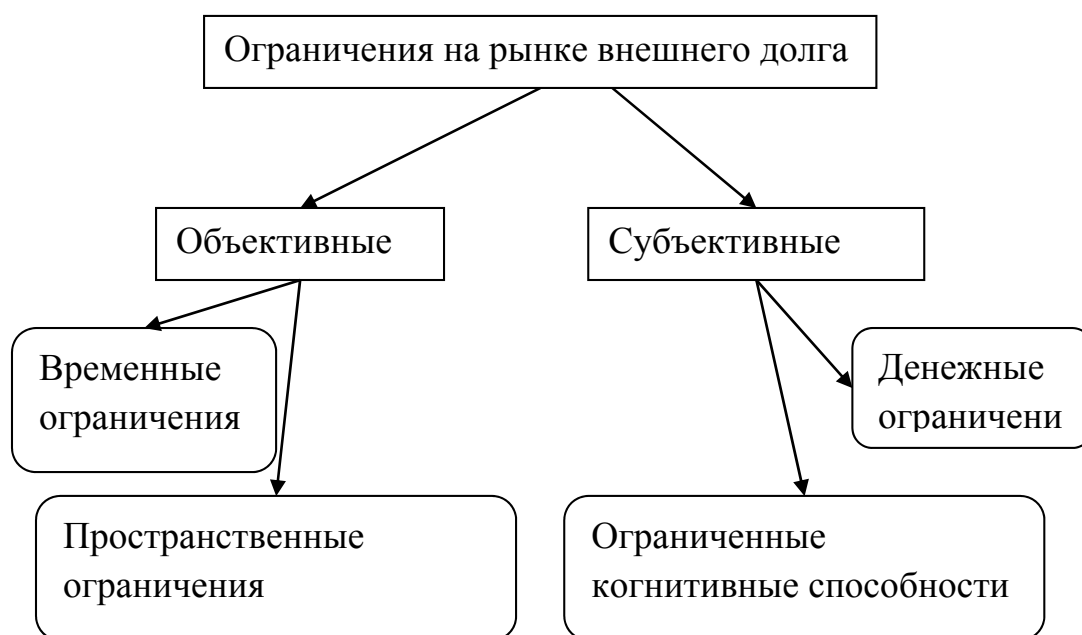 Ограничения на рынке внешнего долга
Объективные
Субъективные
Временные
ограничения
Денежные
ограничени
Пространственные
ограничения
Ограниченные
когнитивные способности